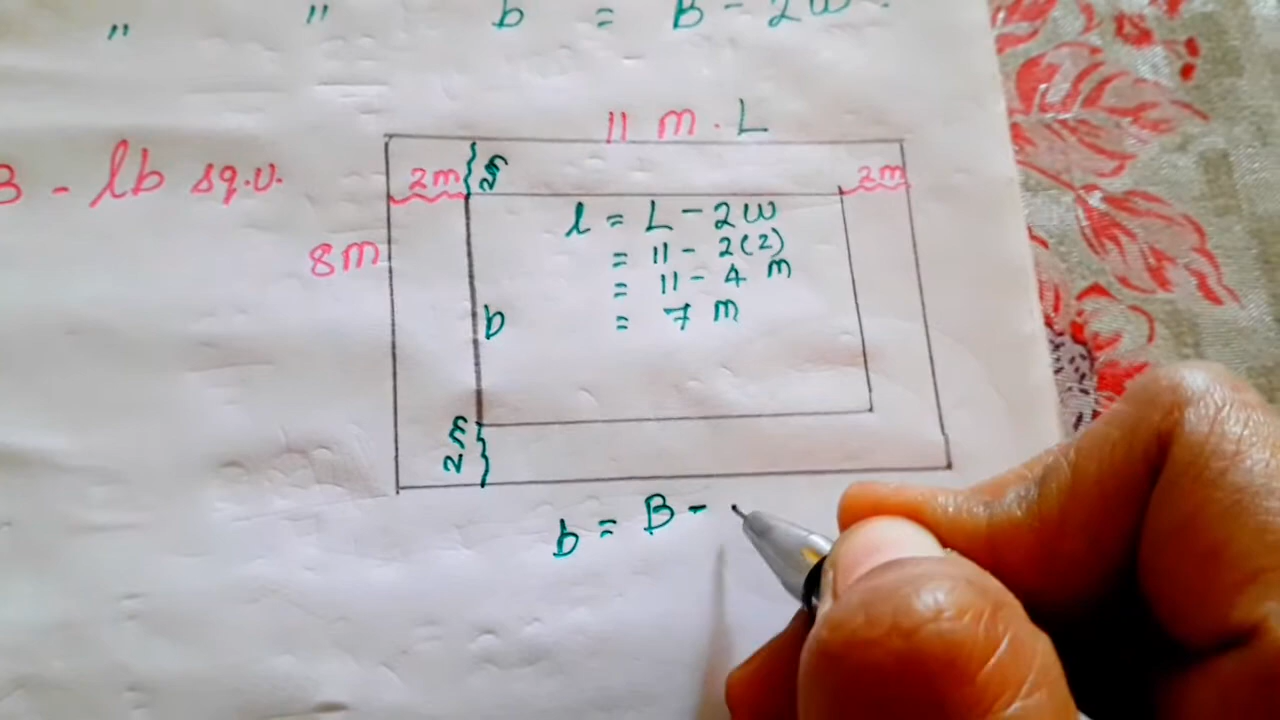 " " b = B - 2W.
11 m. L
B - lb sq.u.
2m 2m 2m
8m
l = L - 2W
= 11 - 2(2)
= 11 - 4 m
= 7 m
b
2m
b = B -